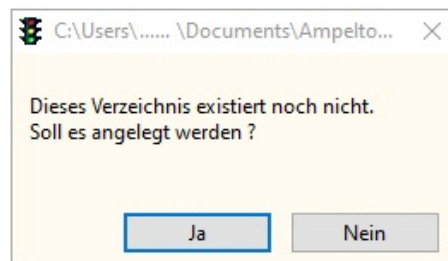 C:\Users\...... \Documents\Ampelto...
Dieses Verzeichnis existiert noch nicht.
Soll es angelegt werden ?
Ja Nein